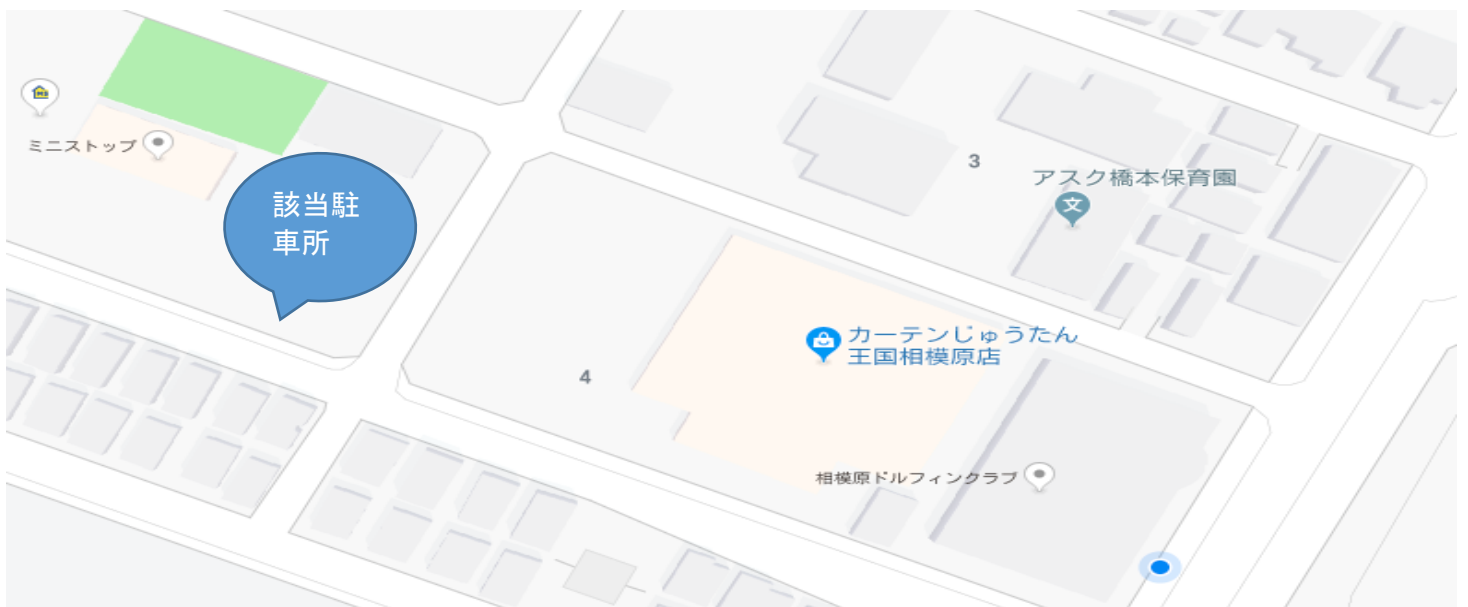 ミニストップ
該当駐
車所
3
アスク橋本保育園
文
カーテンじゅうたん
王国相模原店
4
相模原ドルフィンクラブ